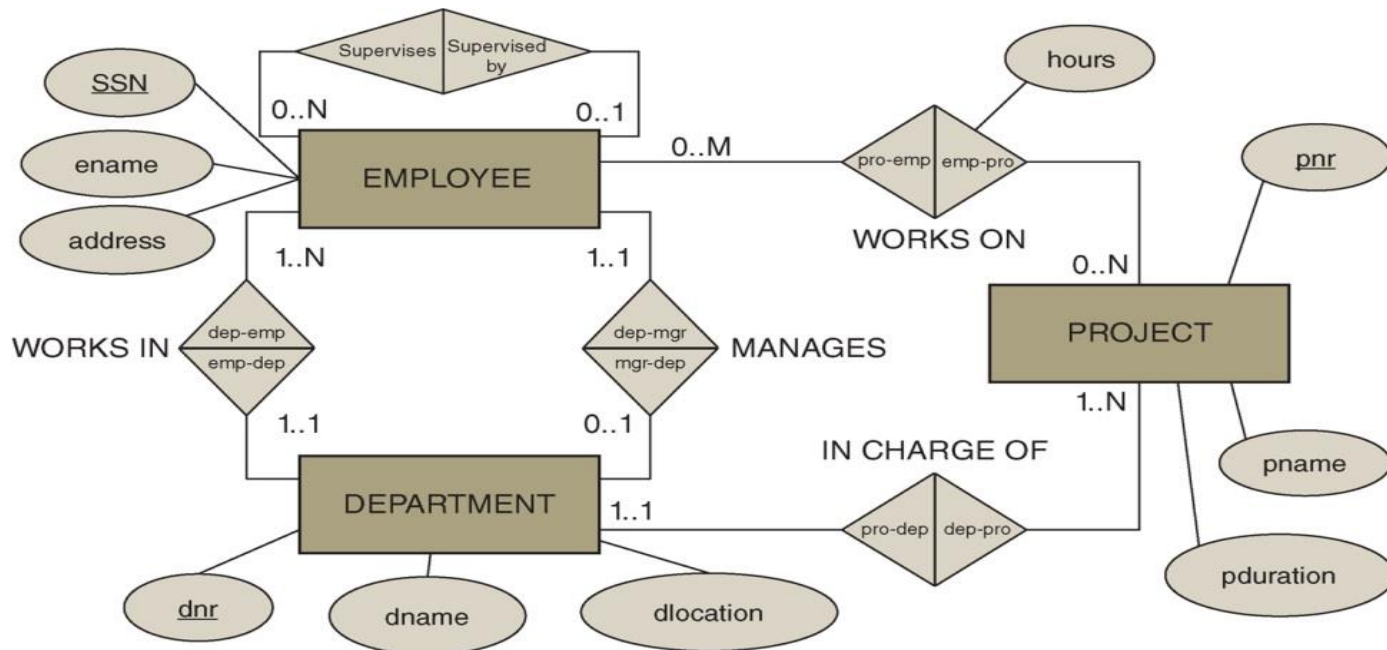 Supervises
Supervised
by
hours
SSN
0..N
0..1
0..M
pro-emp
emp-pro
pnr
ename
EMPLOYEE
address
WORKS ON
1..N
1..1
0..N
dep-emp
emp-dep
WORKS IN
dep-mgr
mgr-dep
MANAGES
PROJECT
1..1
0..1
1..N
IN CHARGE OF
pname
DEPARTMENT
1..1
pro-dep
dep-pro
pduration
dnr
dname
dlocation